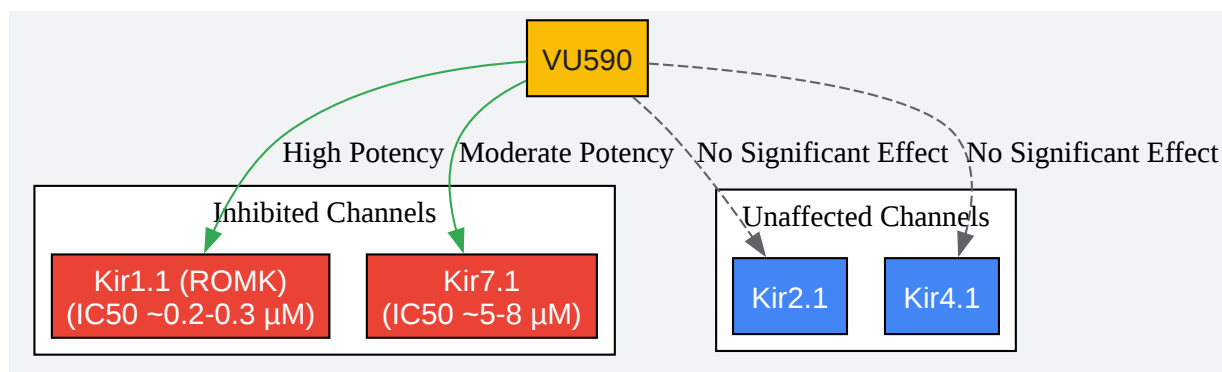 VU590
High Potency
Moderate Potency
No Significant Effect
No Significant Effect
Inhibited Channels
Unaffected Channels
Kir1.1 (ROMK)
(IC50 ~0.2-0.3 µM)
Kir7.1
(IC50 ~5-8 µM)
Kir2.1
Kir4.1